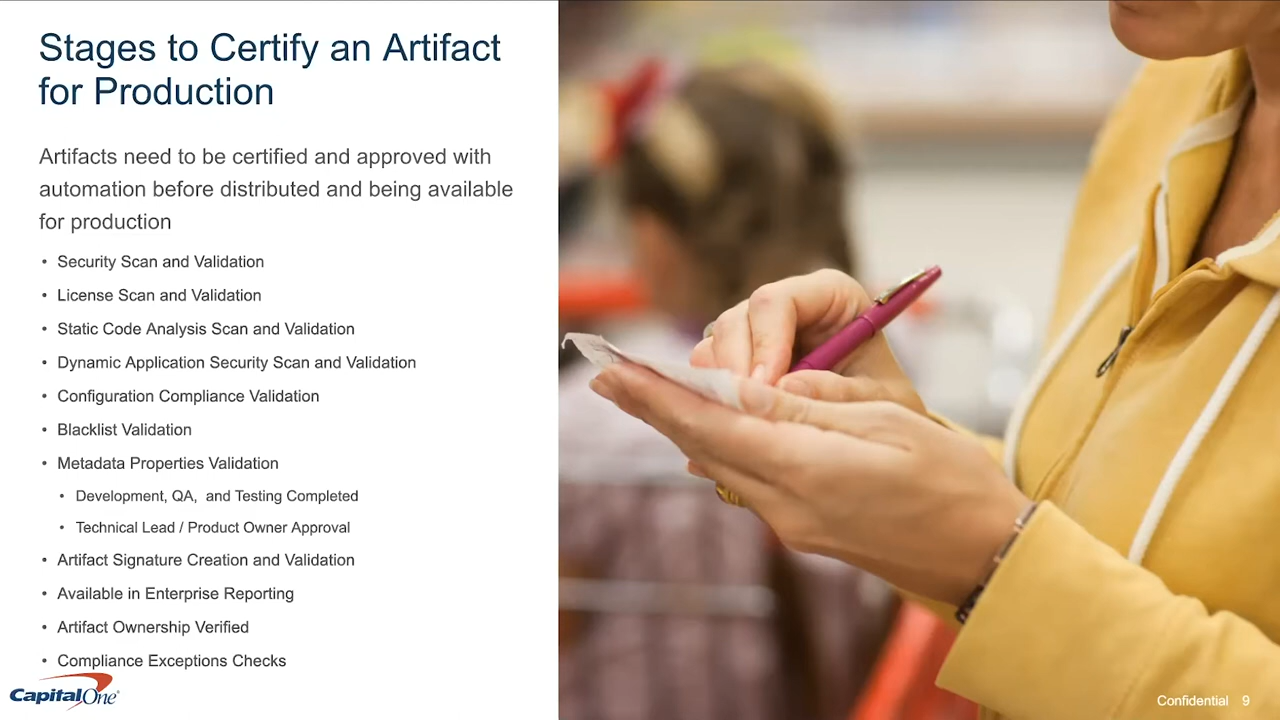 Stages to Certify an Artifact
for Production
Artifacts need to be certified and approved with
automation before distributed and being available
for production
• Security Scan and Validation
• License Scan and Validation
• Static Code Analysis Scan and Validation
• Dynamic Application Security Scan and Validation
• Configuration Compliance Validation
• Blacklist Validation
• Metadata Properties Validation
• Development, QA, and Testing Completed
• Technical Lead / Product Owner Approval
• Artifact Signature Creation and Validation
• Available in Enterprise Reporting
• Artifact Ownership Verified
• Compliance Exceptions Checks
CapitalOne®
Confidential 9